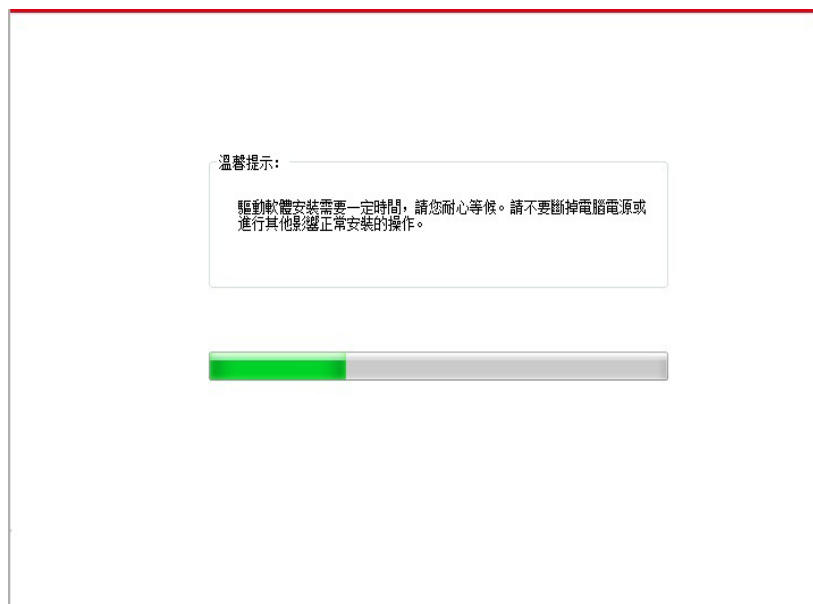 溫馨提示:
驅動軟體安裝需要一定時間，請您耐心等候。請不要斷掉電腦電源或
進行其他影響正常安裝的操作。